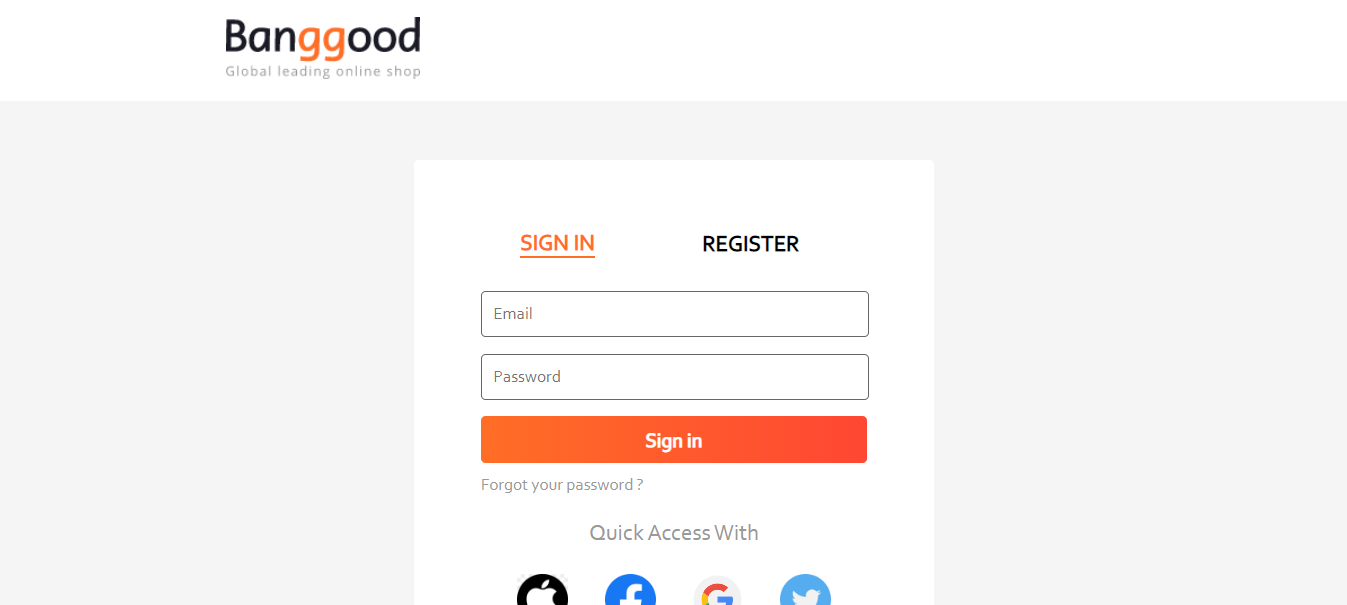 Banggood
Global leading online shop
SIGN IN
REGISTER
Email
Password
Sign in
Forgot your password ?
Quick Access With